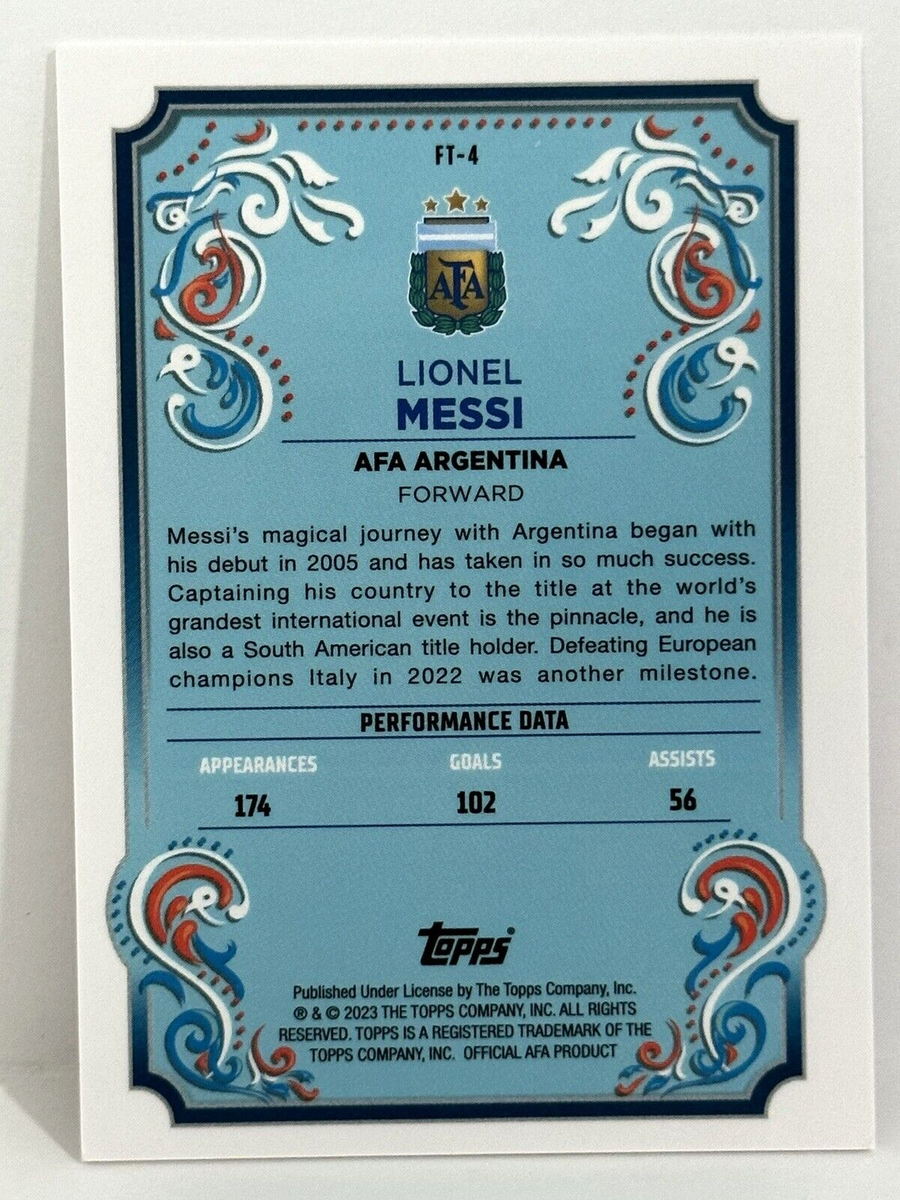 FT-4
AFA
LIONEL
MESSI
AFA ARGENTINA
FORWARD
Messi's magical journey with Argentina began with
his debut in 2005 and has taken in so much success.
Captaining his country to the title at the world's
grandest international event is the pinnacle, and he is
also a South American title holder. Defeating European
champions Italy in 2022 was another milestone.
PERFORMANCE DATA
APPEARANCES GOALS ASSISTS
174 102 56
topps®
Published Under License by The Topps Company, Inc.
® & © 2023 THE TOPPS COMPANY, INC. ALL RIGHTS
RESERVED. TOPPS IS A REGISTERED TRADEMARK OF THE
TOPPS COMPANY, INC. OFFICIAL AFA PRODUCT